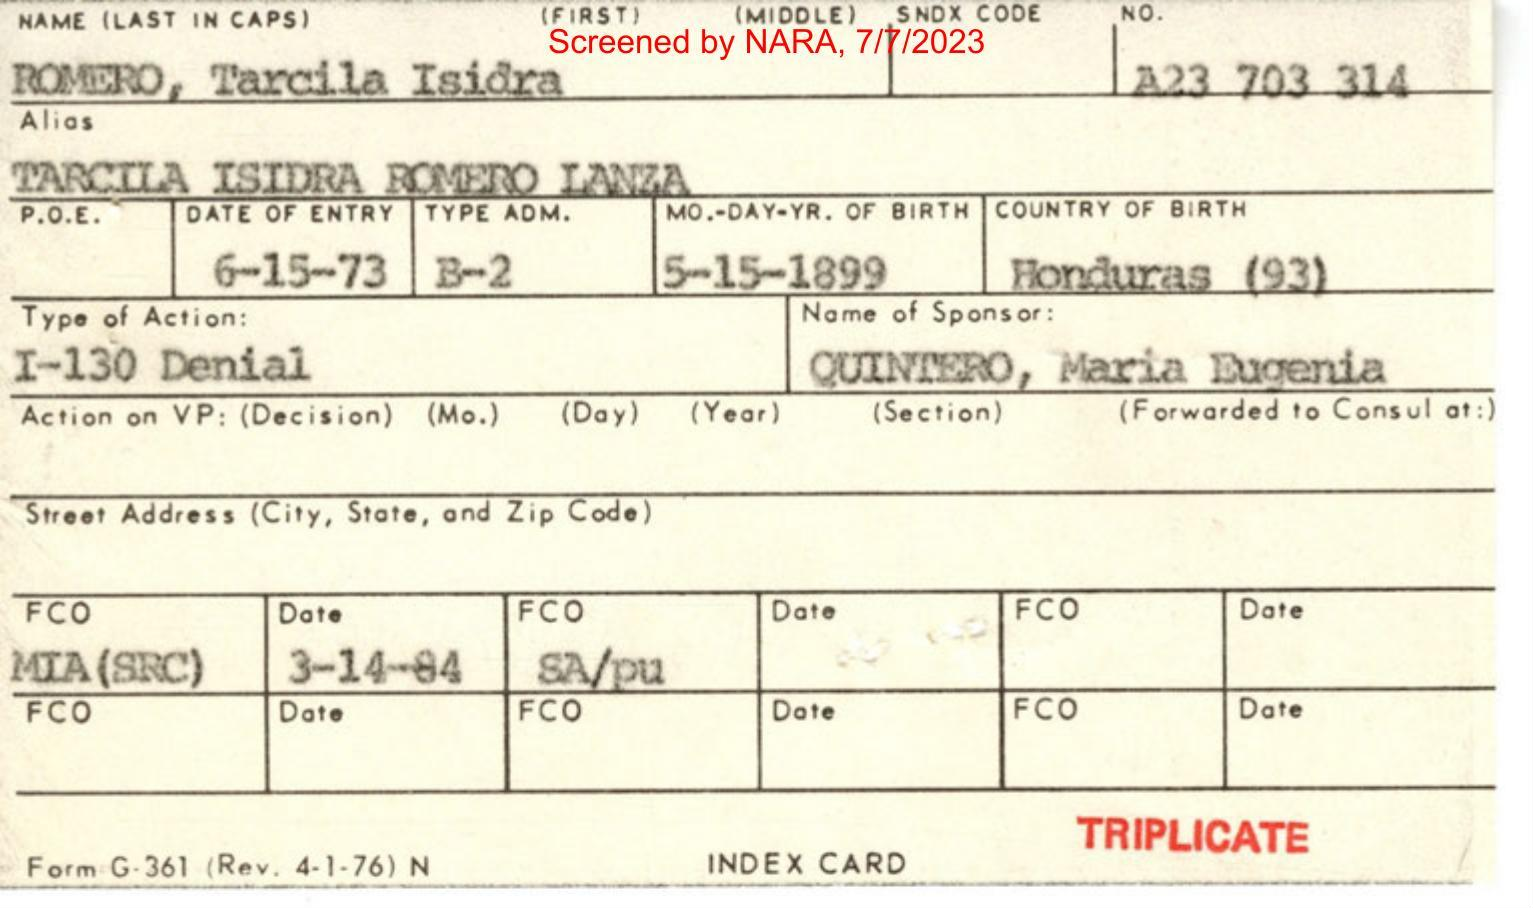 NAME (LAST IN CAPS) (FIRST) (MIDDLE) SNDX CODE NO.
Screened by NARA, 7/7/2023
ROMERO, Tarcila Isidra A23 703 314
Alias
TARCILA ISIDRA ROMERO LANZA
P.O.E. DATE OF ENTRY TYPE ADM. MO.-DAY-YR. OF BIRTH COUNTRY OF BIRTH
6-15-73 B-2 5-15-1899 Honduras (93)
Type of Action: Name of Sponsor:
I-130 Denial QUINTERO, Maria Eugenia
Action on VP: (Decision) (Mo.) (Day) (Year) (Section) (Forwarded to Consul at:)
Street Address (City, State, and Zip Code)
FCO Date FCO Date FCO Date
MIA(SRC) 3-14-84 SA/pu
FCO Date FCO Date FCO Date
TRIPLICATE
Form G-361 (Rev. 4-1-76) N INDEX CARD